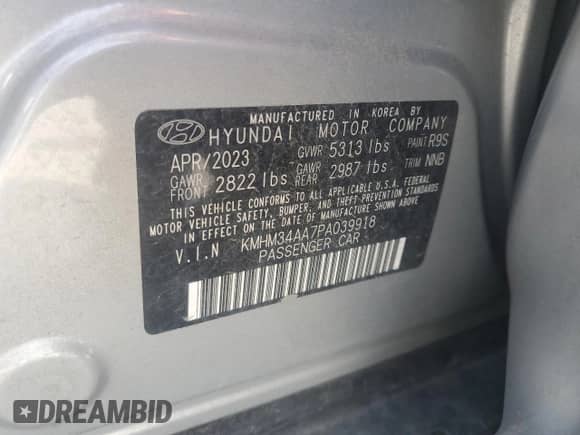 MANUFACTURED IN KOREA BY
HYUNDAI MOTOR COMPANY
APR/2023 GVWR 5313 lbs PAINT R9S
GAWR FRONT 2822 lbs GAWR REAR 2987 lbs TRIM NNB
THIS VEHICLE CONFORMS TO ALL APPLICABLE U.S.A. FEDERAL
MOTOR VEHICLE SAFETY, BUMPER, AND THEFT PREVENTION STANDARDS
IN EFFECT ON THE DATE OF MANUFACTURE SHOWN ABOVE.
V.I.N KMHM34AA7PA039918
PASSENGER CAR
DREAMBID